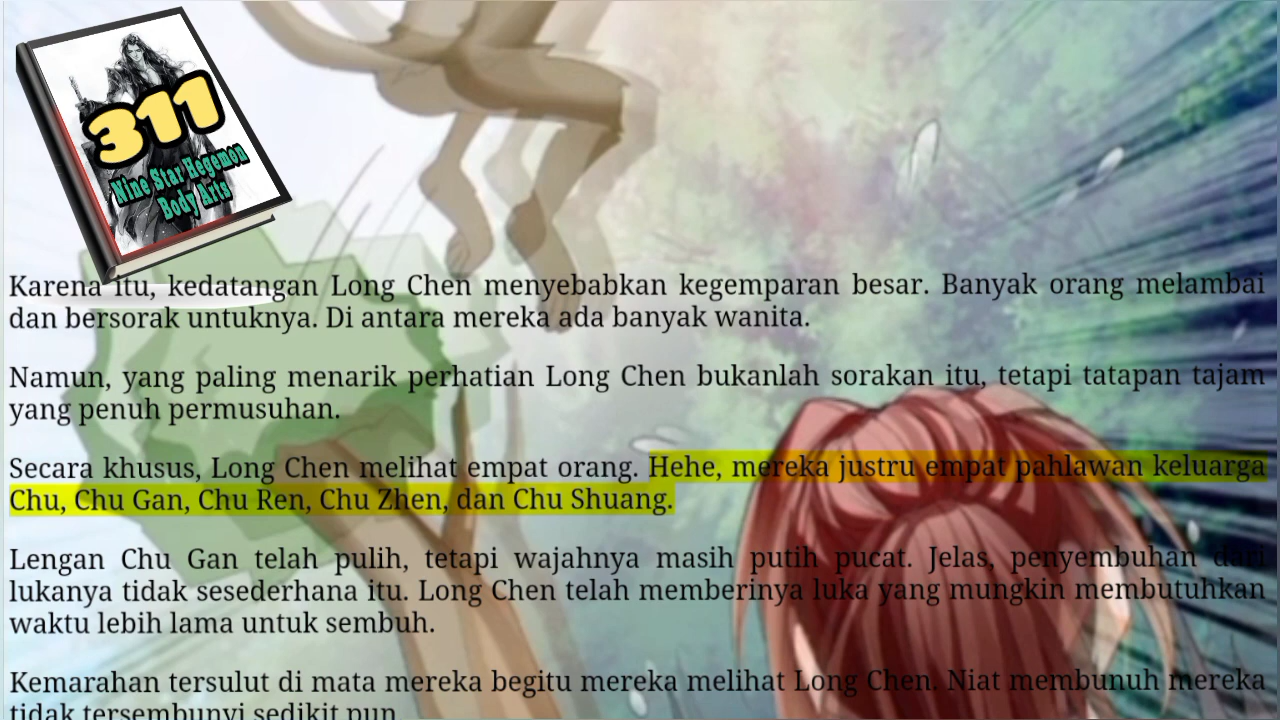 311
Nine Star Hegemon
Body Arts
Karena itu, kedatangan Long Chen menyebabkan kegemparan besar. Banyak orang melambai
dan bersorak untuknya. Di antara mereka ada banyak wanita.
Namun, yang paling menarik perhatian Long Chen bukanlah sorakan itu, tetapi tatapan tajam
yang penuh permusuhan.
Secara khusus, Long Chen melihat empat orang. Hehe, mereka justru empat pahlawan keluarga
Chu, Chu Gan, Chu Ren, Chu Zhen, dan Chu Shuang.
Lengan Chu Gan telah pulih, tetapi wajahnya masih putih pucat. Jelas, penyembuhan dari
lukanya tidak sesederhana itu. Long Chen telah memberinya luka yang mungkin membutuhkan
waktu lebih lama untuk sembuh.
Kemarahan tersulut di mata mereka begitu mereka melihat Long Chen. Niat membunuh mereka
tidak tersembunyi sedikit pun.